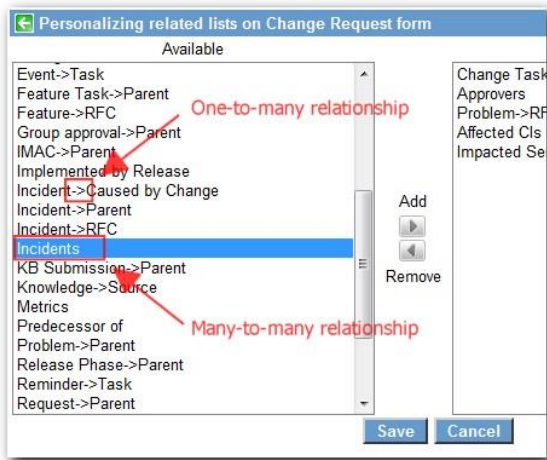 Personalizing related lists on Change Request form
Available
Event->Task
Feature Task->Parent
Feature->RFC
Group approval->Parent
IMAC->Parent
Implemented by Release
Incident->Caused by Change
Incident->Parent
Incident->RFC
Incidents
KB Submission->Parent
Knowledge->Source
Metrics
Predecessor of
Problem->Parent
Release Phase->Parent
Reminder->Task
Request->Parent
One-to-many relationship
Many-to-many relationship
Add
Remove
Change Task
Approvers
Problem->RF
Affected CIs
Impacted Se
Save Cancel